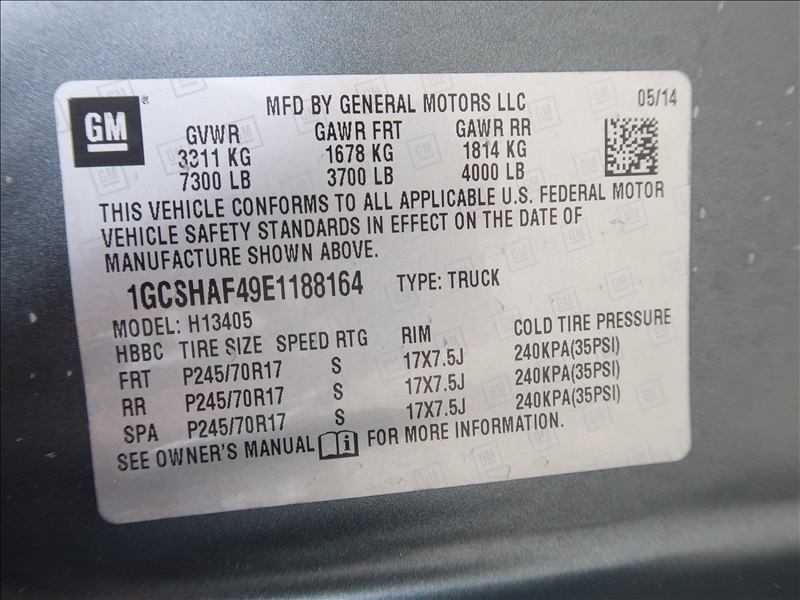 GM
MFD BY GENERAL MOTORS LLC 05/14
GVWR GAWR FRT GAWR RR
3311 KG 1678 KG 1814 KG
7300 LB 3700 LB 4000 LB
THIS VEHICLE CONFORMS TO ALL APPLICABLE U.S. FEDERAL MOTOR
VEHICLE SAFETY STANDARDS IN EFFECT ON THE DATE OF
MANUFACTURE SHOWN ABOVE.
1GCSHAF49E1188164 TYPE: TRUCK
MODEL: H13405
HBBC TIRE SIZE SPEED RTG RIM COLD TIRE PRESSURE
FRT P245/70R17 S 17X7.5J 240KPA(35PSI)
RR P245/70R17 S 17X7.5J 240KPA(35PSI)
SPA P245/70R17 S 17X7.5J 240KPA(35PSI)
SEE OWNER'S MANUAL FOR MORE INFORMATION.